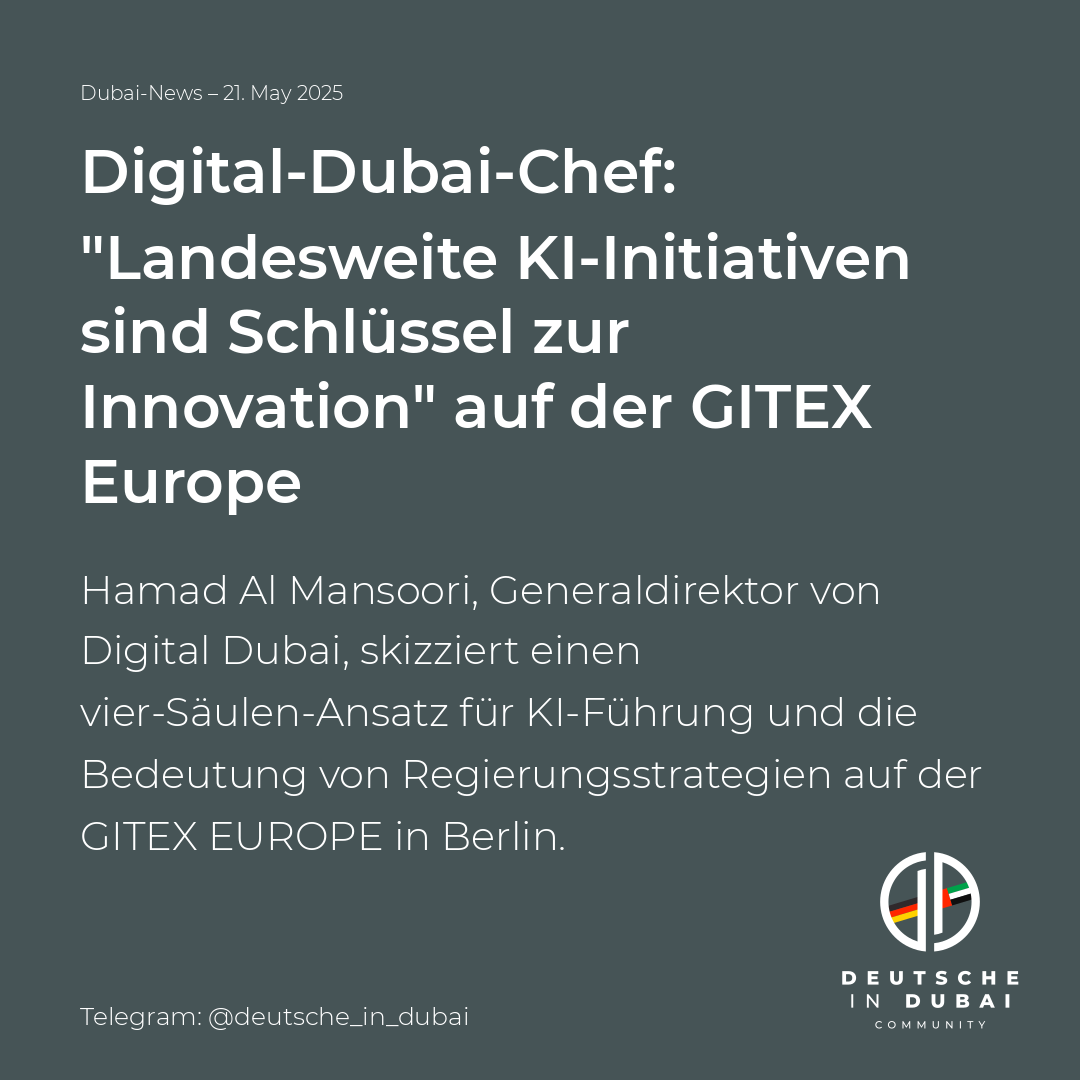 Dubai-News – 21. May 2025
Digital-Dubai-Chef:
"Landesweite KI-Initiativen
sind Schlüssel zur
Innovation" auf der GITEX
Europe
Hamad Al Mansoori, Generaldirektor von
Digital Dubai, skizziert einen
vier-Säulen-Ansatz für KI-Führung und die
Bedeutung von Regierungsstrategien auf der
GITEX EUROPE in Berlin.
DEUTSCHE
IN DUBAI
COMMUNITY
Telegram: @deutsche_in_dubai